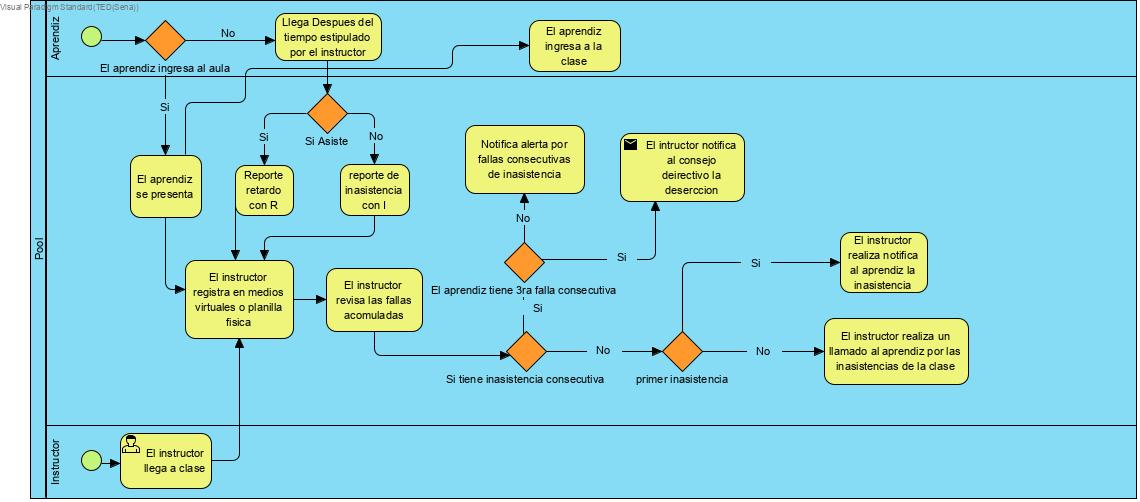 Visual Paradigm Standard(TED(Sena))
Aprendiz
No
Llega Despues del
tiempo estipulado
por el instructor
El aprendiz
ingresa a la
clase
El aprendiz ingresa al aula
Si
Si Asiste
Si
No
El aprendiz
se presenta
Reporte
retardo
con R
reporte de
inasistencia
con I
Notifica alerta por
fallas consecutivas
de inasistencia
El intructor notifica
al consejo
deirectivo la
deserccion
No
Si
El aprendiz tiene 3ra falla consecutiva
Si
El instructor
realiza notifica
al aprendiz la
inasistencia
Si
Pool
El instructor
registra en medios
virtuales o planilla
fisica
El instructor
revisa las fallas
acomuladas
Si tiene inasistencia consecutiva
No
primer inasistencia
No
El instructor realiza un
llamado al aprendiz por las
inasistencias de la clase
Instructor
El instructor
llega a clase